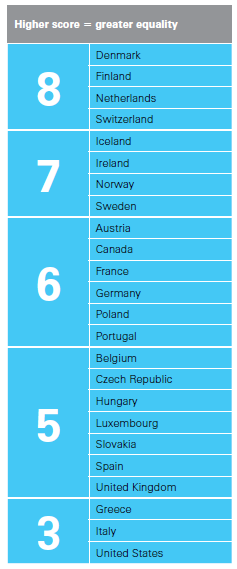 Higher score = greater equality
8
Denmark
Finland
Netherlands
Switzerland
7
Iceland
Ireland
Norway
Sweden
6
Austria
Canada
France
Germany
Poland
Portugal
5
Belgium
Czech Republic
Hungary
Luxembourg
Slovakia
Spain
United Kingdom
3
Greece
Italy
United States